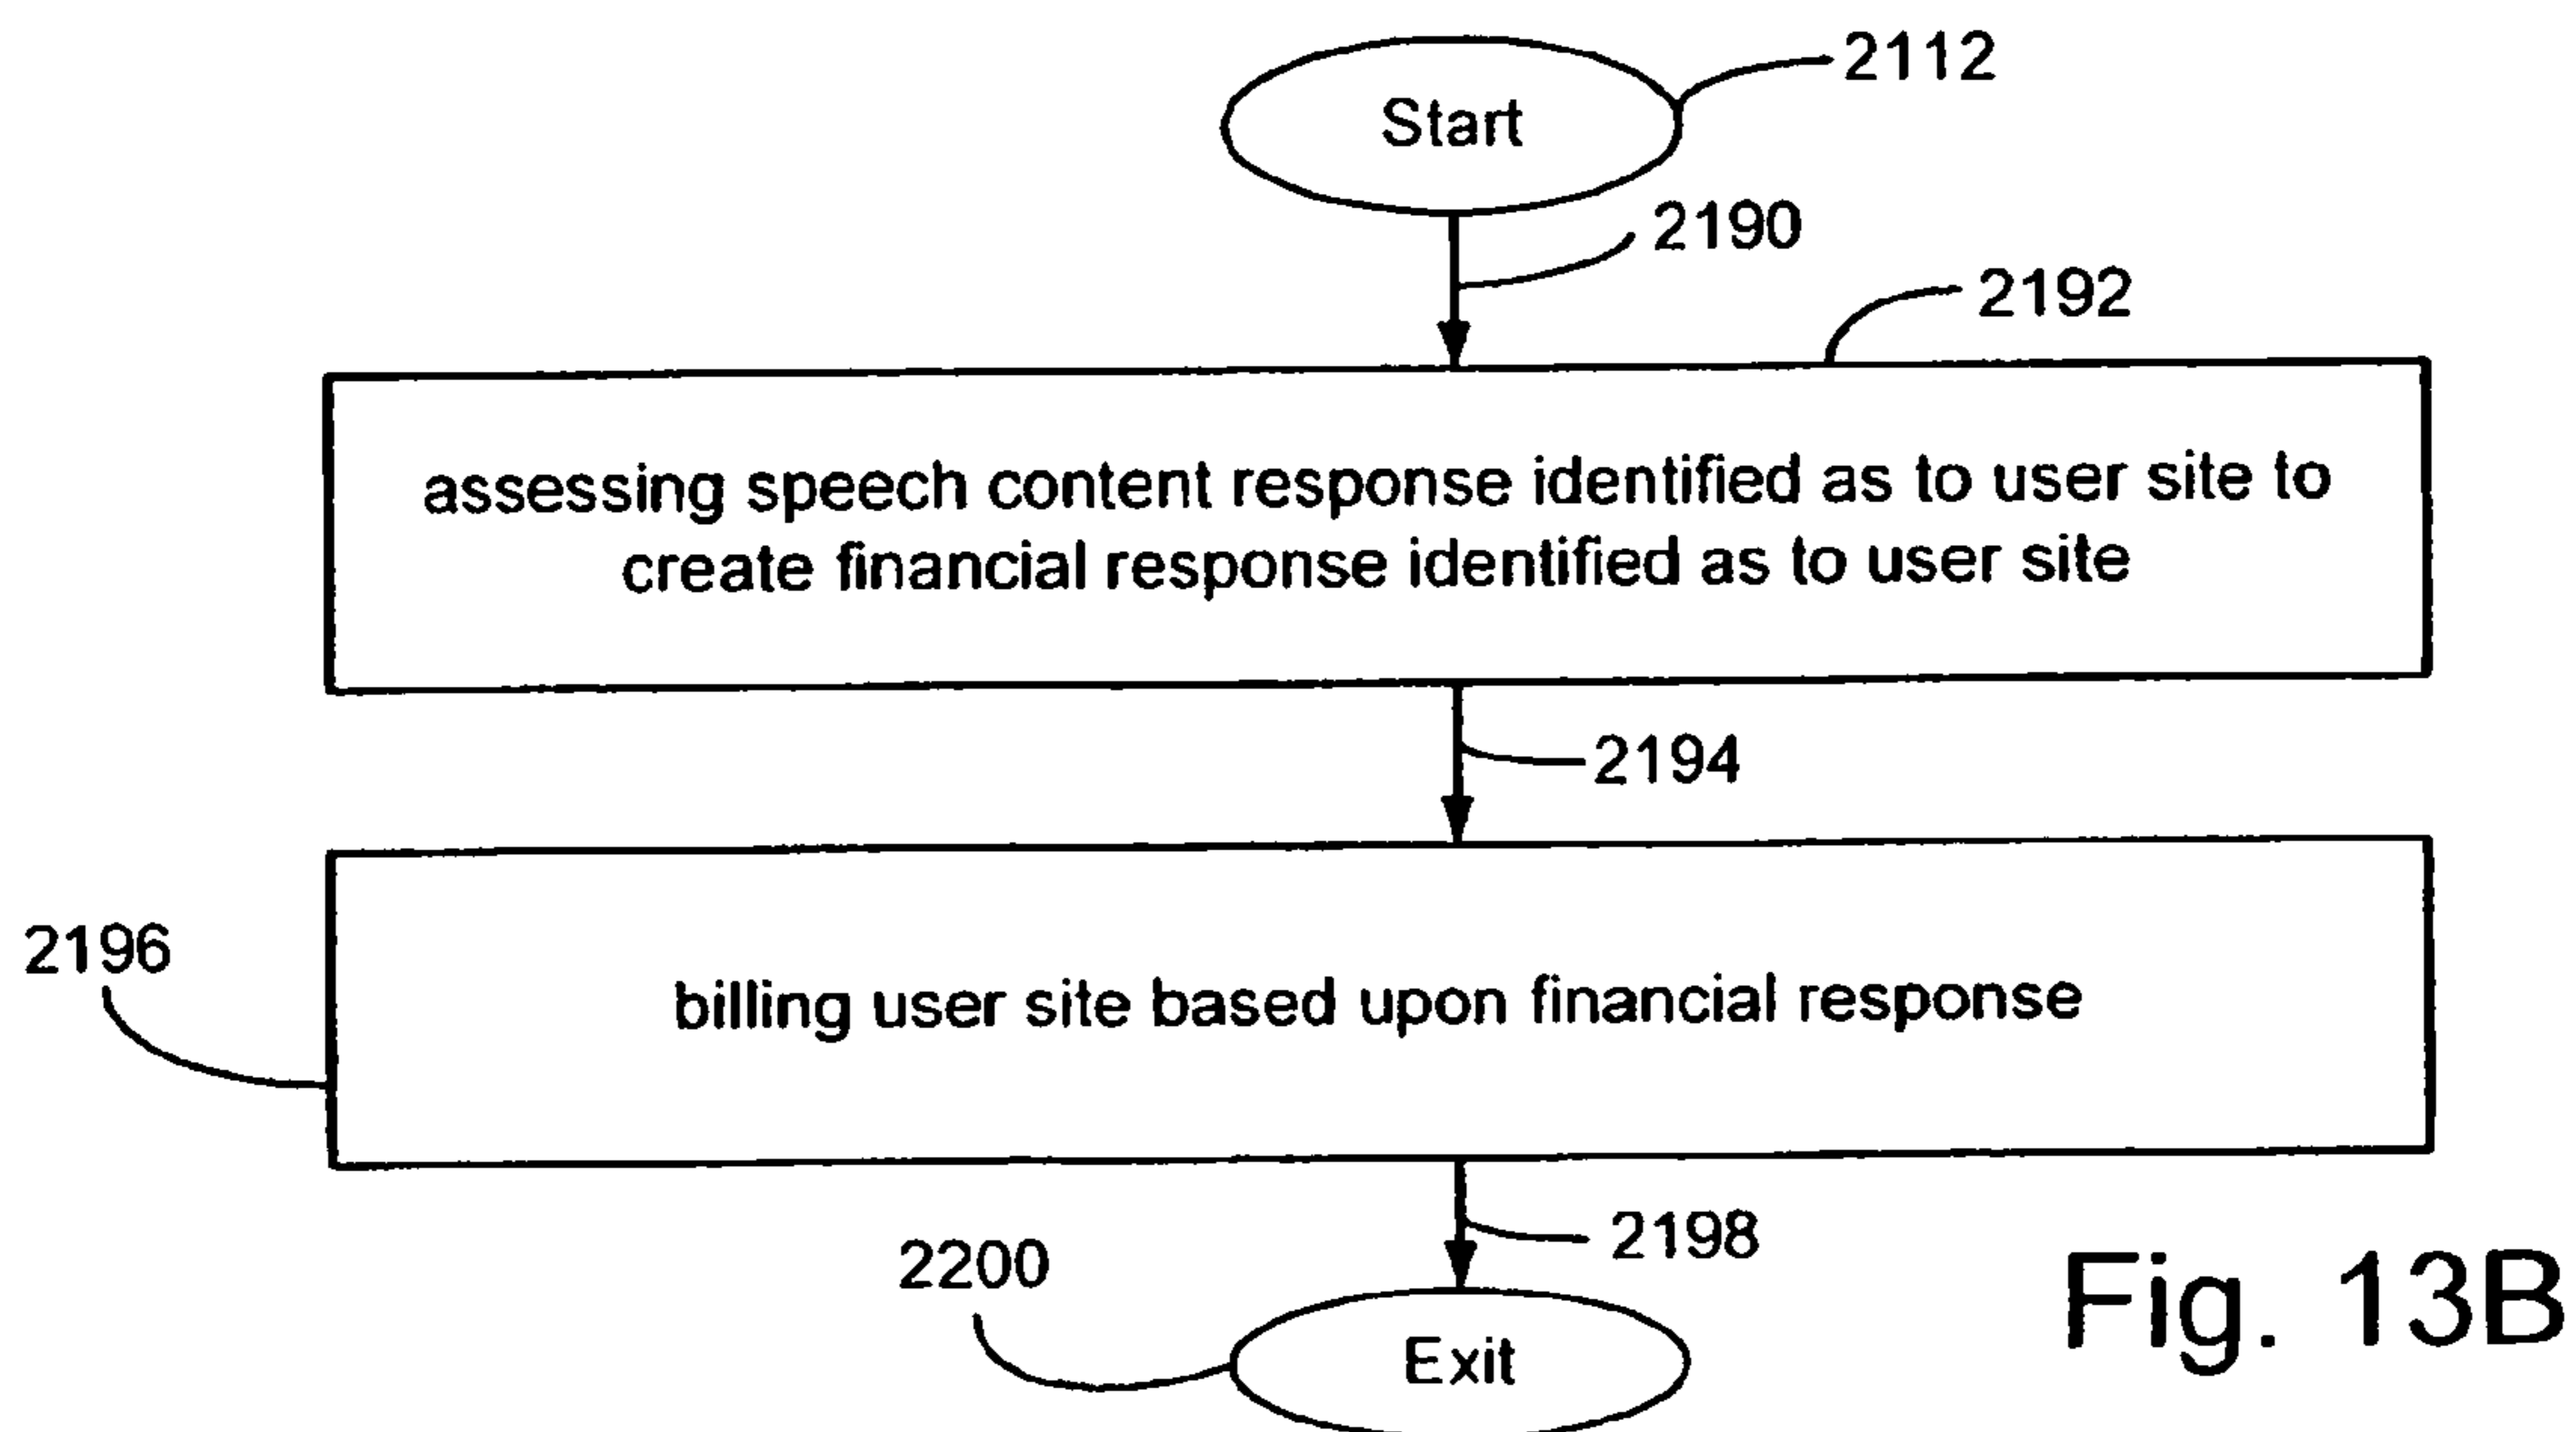 Start
2112
2190
2192
assessing speech content response identified as to user site to
create financial response identified as to user site
2194
2196
billing user site based upon financial response
2198
2200
Exit
Fig. 13B